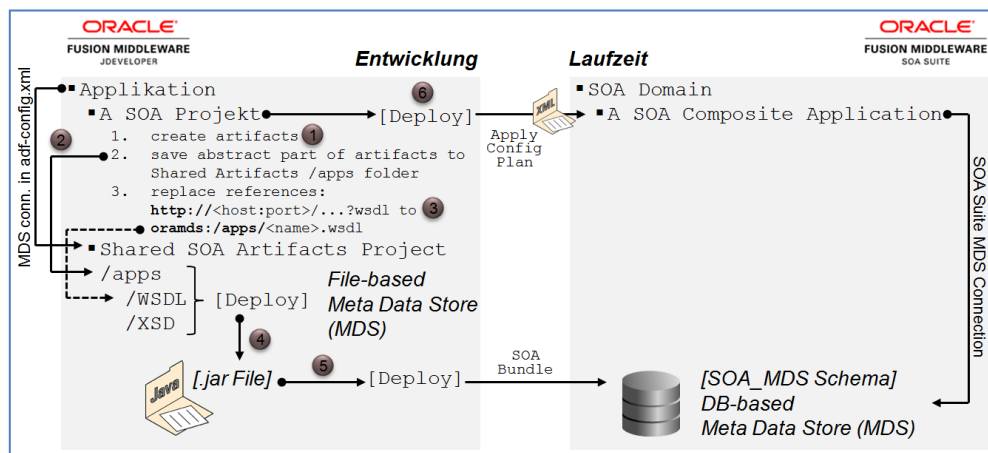 ORACLE
FUSION MIDDLEWARE
JDEVELOPER
Entwicklung
Laufzeit
ORACLE
FUSION MIDDLEWARE
SOA SUITE
MDS conn. in adf-config.xml
▪ Applikation
▪ A SOA Projekt
6
[Deploy]
XML
Apply
Config
Plan
▪ SOA Domain
▪ A SOA Composite Application
1. create artifacts 1
2
2. save abstract part of artifacts to
Shared Artifacts /apps folder
3. replace references:
http://<host:port>/...?wsdl to 3
oramds:/apps/<name>.wsdl
▪ Shared SOA Artifacts Project
/apps
/WSDL
/XSD
[Deploy]
File-based
Meta Data Store
(MDS)
4
Java
[.jar File]
5
[Deploy]
SOA
Bundle
[SOA_MDS Schema]
DB-based
Meta Data Store (MDS)
SOA Suite MDS Connection